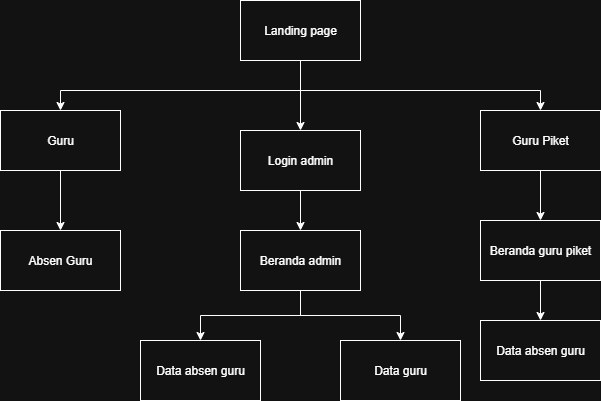 Landing page
Guru
Login admin
Guru Piket
Absen Guru
Beranda admin
Beranda guru piket
Data absen guru
Data guru
Data absen guru